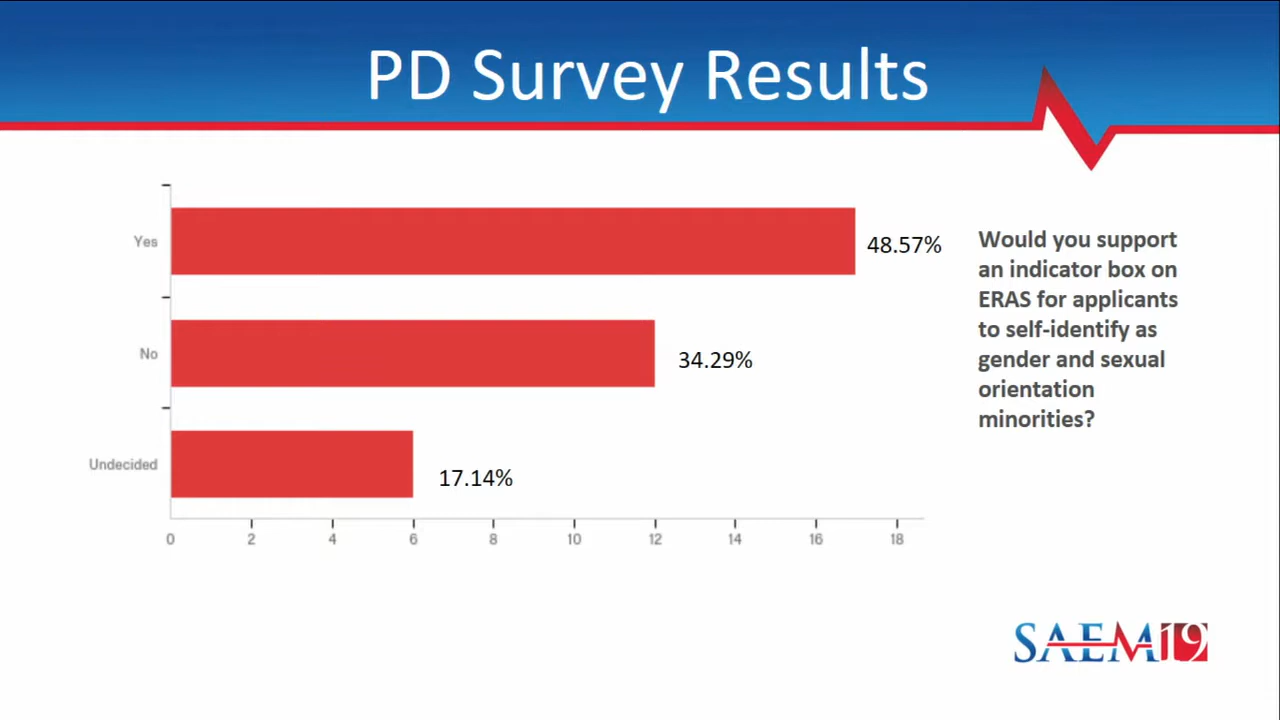 PD Survey Results
Yes
48.57%
No
34.29%
Undecided
17.14%
0 2 4 6 8 10 12 14 16 18
Would you support
an indicator box on
ERAS for applicants
to self-identify as
gender and sexual
orientation
minorities?
SAEM19